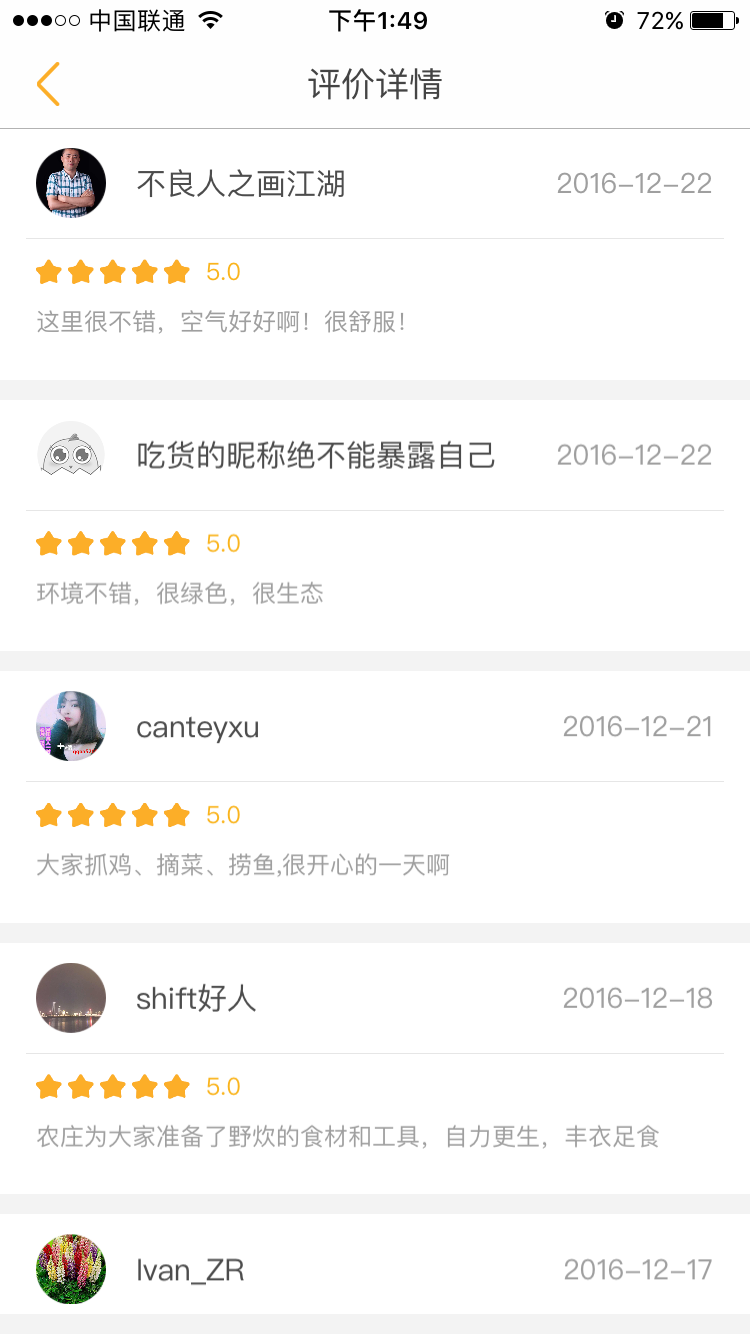 中国联通 下午1:49 72%
评价详情
不良人之画江湖 2016-12-22
5.0
这里很不错，空气好好啊！很舒服！
吃货的昵称绝不能暴露自己 2016-12-22
5.0
环境不错，很绿色，很生态
canteyxu 2016-12-21
5.0
大家抓鸡、摘菜、捞鱼,很开心的一天啊
shift好人 2016-12-18
5.0
农庄为大家准备了野炊的食材和工具，自力更生，丰衣足食
Ivan_ZR 2016-12-17